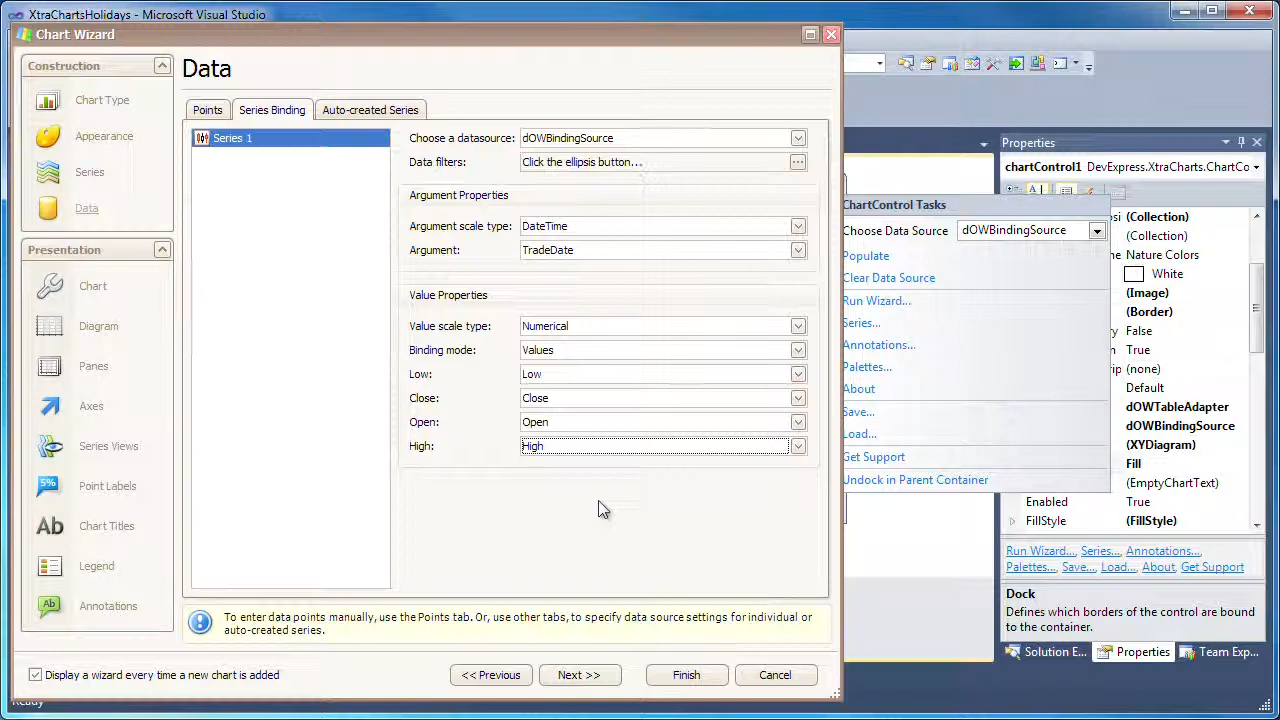 XtraChartsHolidays - Microsoft Visual Studio
Chart Wizard
Construction
Chart Type
Appearance
Series
Data
Presentation
Chart
Diagram
Panes
Axes
Series Views
5%
Point Labels
Ab
Chart Titles
Legend
Ab
Annotations
Data
Points
Series Binding
Auto-created Series
Series 1
Choose a datasource: dOWBindingSource
Data filters: Click the ellipsis button...
Argument Properties
Argument scale type: DateTime
Argument: TradeDate
Value Properties
Value scale type: Numerical
Binding mode: Values
Low: Low
Close: Close
Open: Open
High: High
To enter data points manually, use the Points tab. Or, use other tabs, to specify data source settings for individual or
auto-created series.
Display a wizard every time a new chart is added
<< Previous
Next >>
Finish
Cancel
Ready
ChartControl Tasks
Choose Data Source dOWBindingSource
Populate
Clear Data Source
Run Wizard...
Series...
Annotations...
Palettes...
About
Save...
Load...
Get Support
Undock in Parent Container
Properties
chartControl1 DevExpress.XtraCharts.ChartCo
(Collection)
(Collection)
Nature Colors
White
(Image)
(Border)
False
True
(none)
Default
dOWTableAdapter
dOWBindingSource
(XYDiagram)
Fill
(EmptyChartText)
Enabled True
FillStyle (FillStyle)
Run Wizard..., Series..., Annotations...,
Palettes..., Save..., Load..., About, Get Support
Dock
Defines which borders of the control are bound
to the container.
Solution E...
Properties
Team Exp...